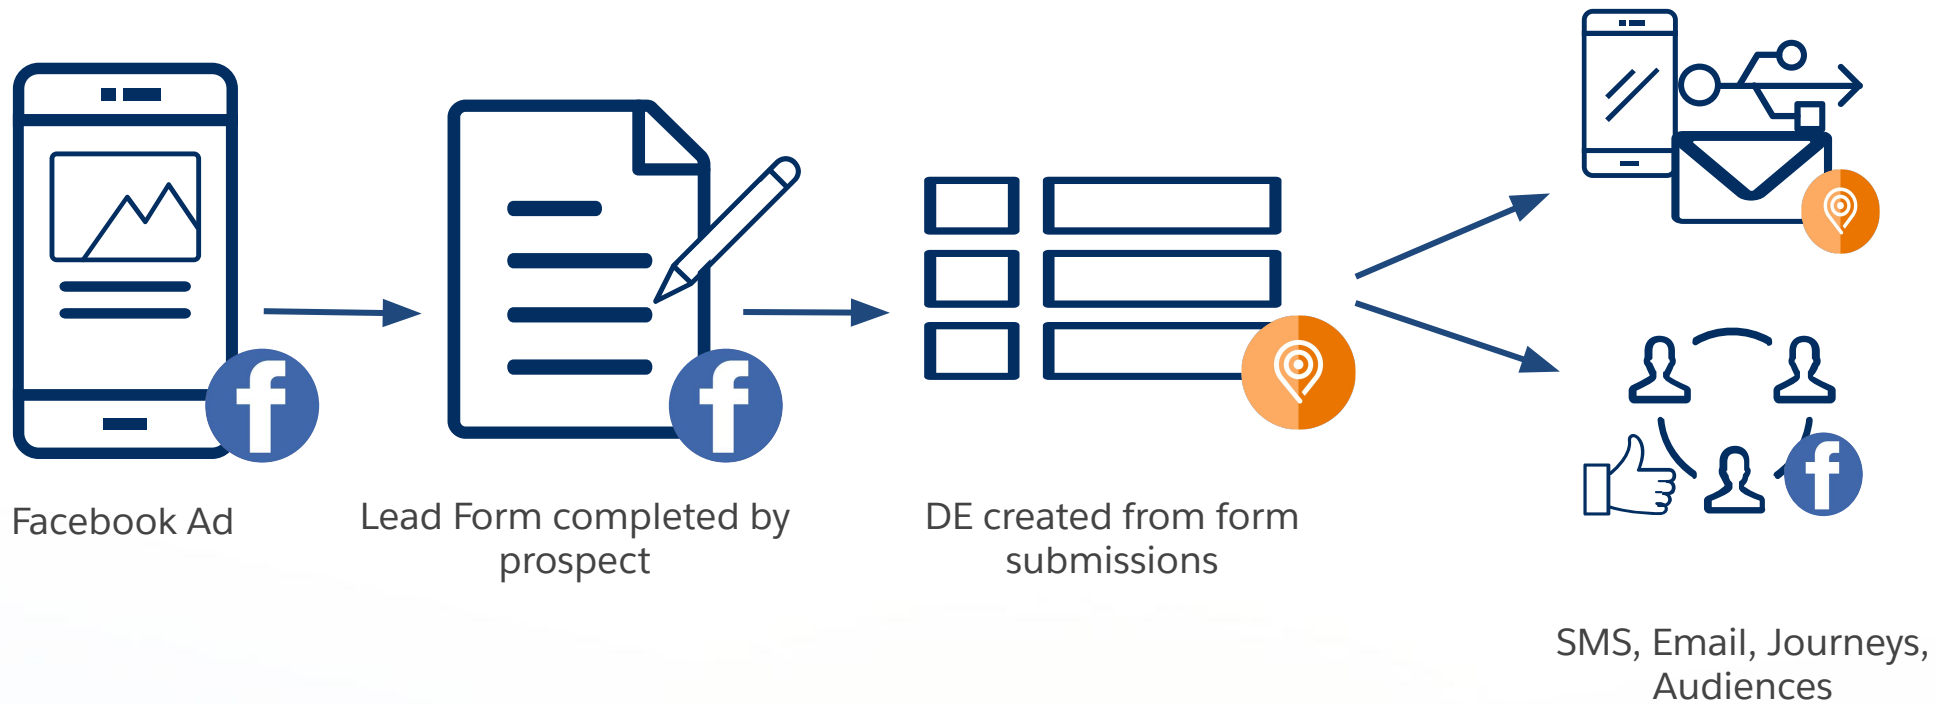 Facebook Ad
Lead Form completed by
prospect
DE created from form
submissions
SMS, Email, Journeys,
Audiences